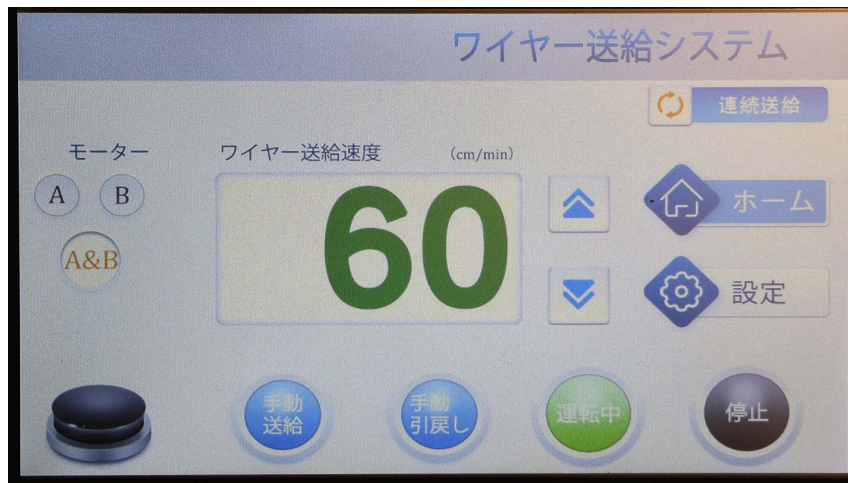 ワイヤー送給システム
連続送給
モーター
ワイヤー送給速度 (cm/min)
A B
A&B
60
ホーム
設定
手動
送給
手動
引戻し
運転中
停止